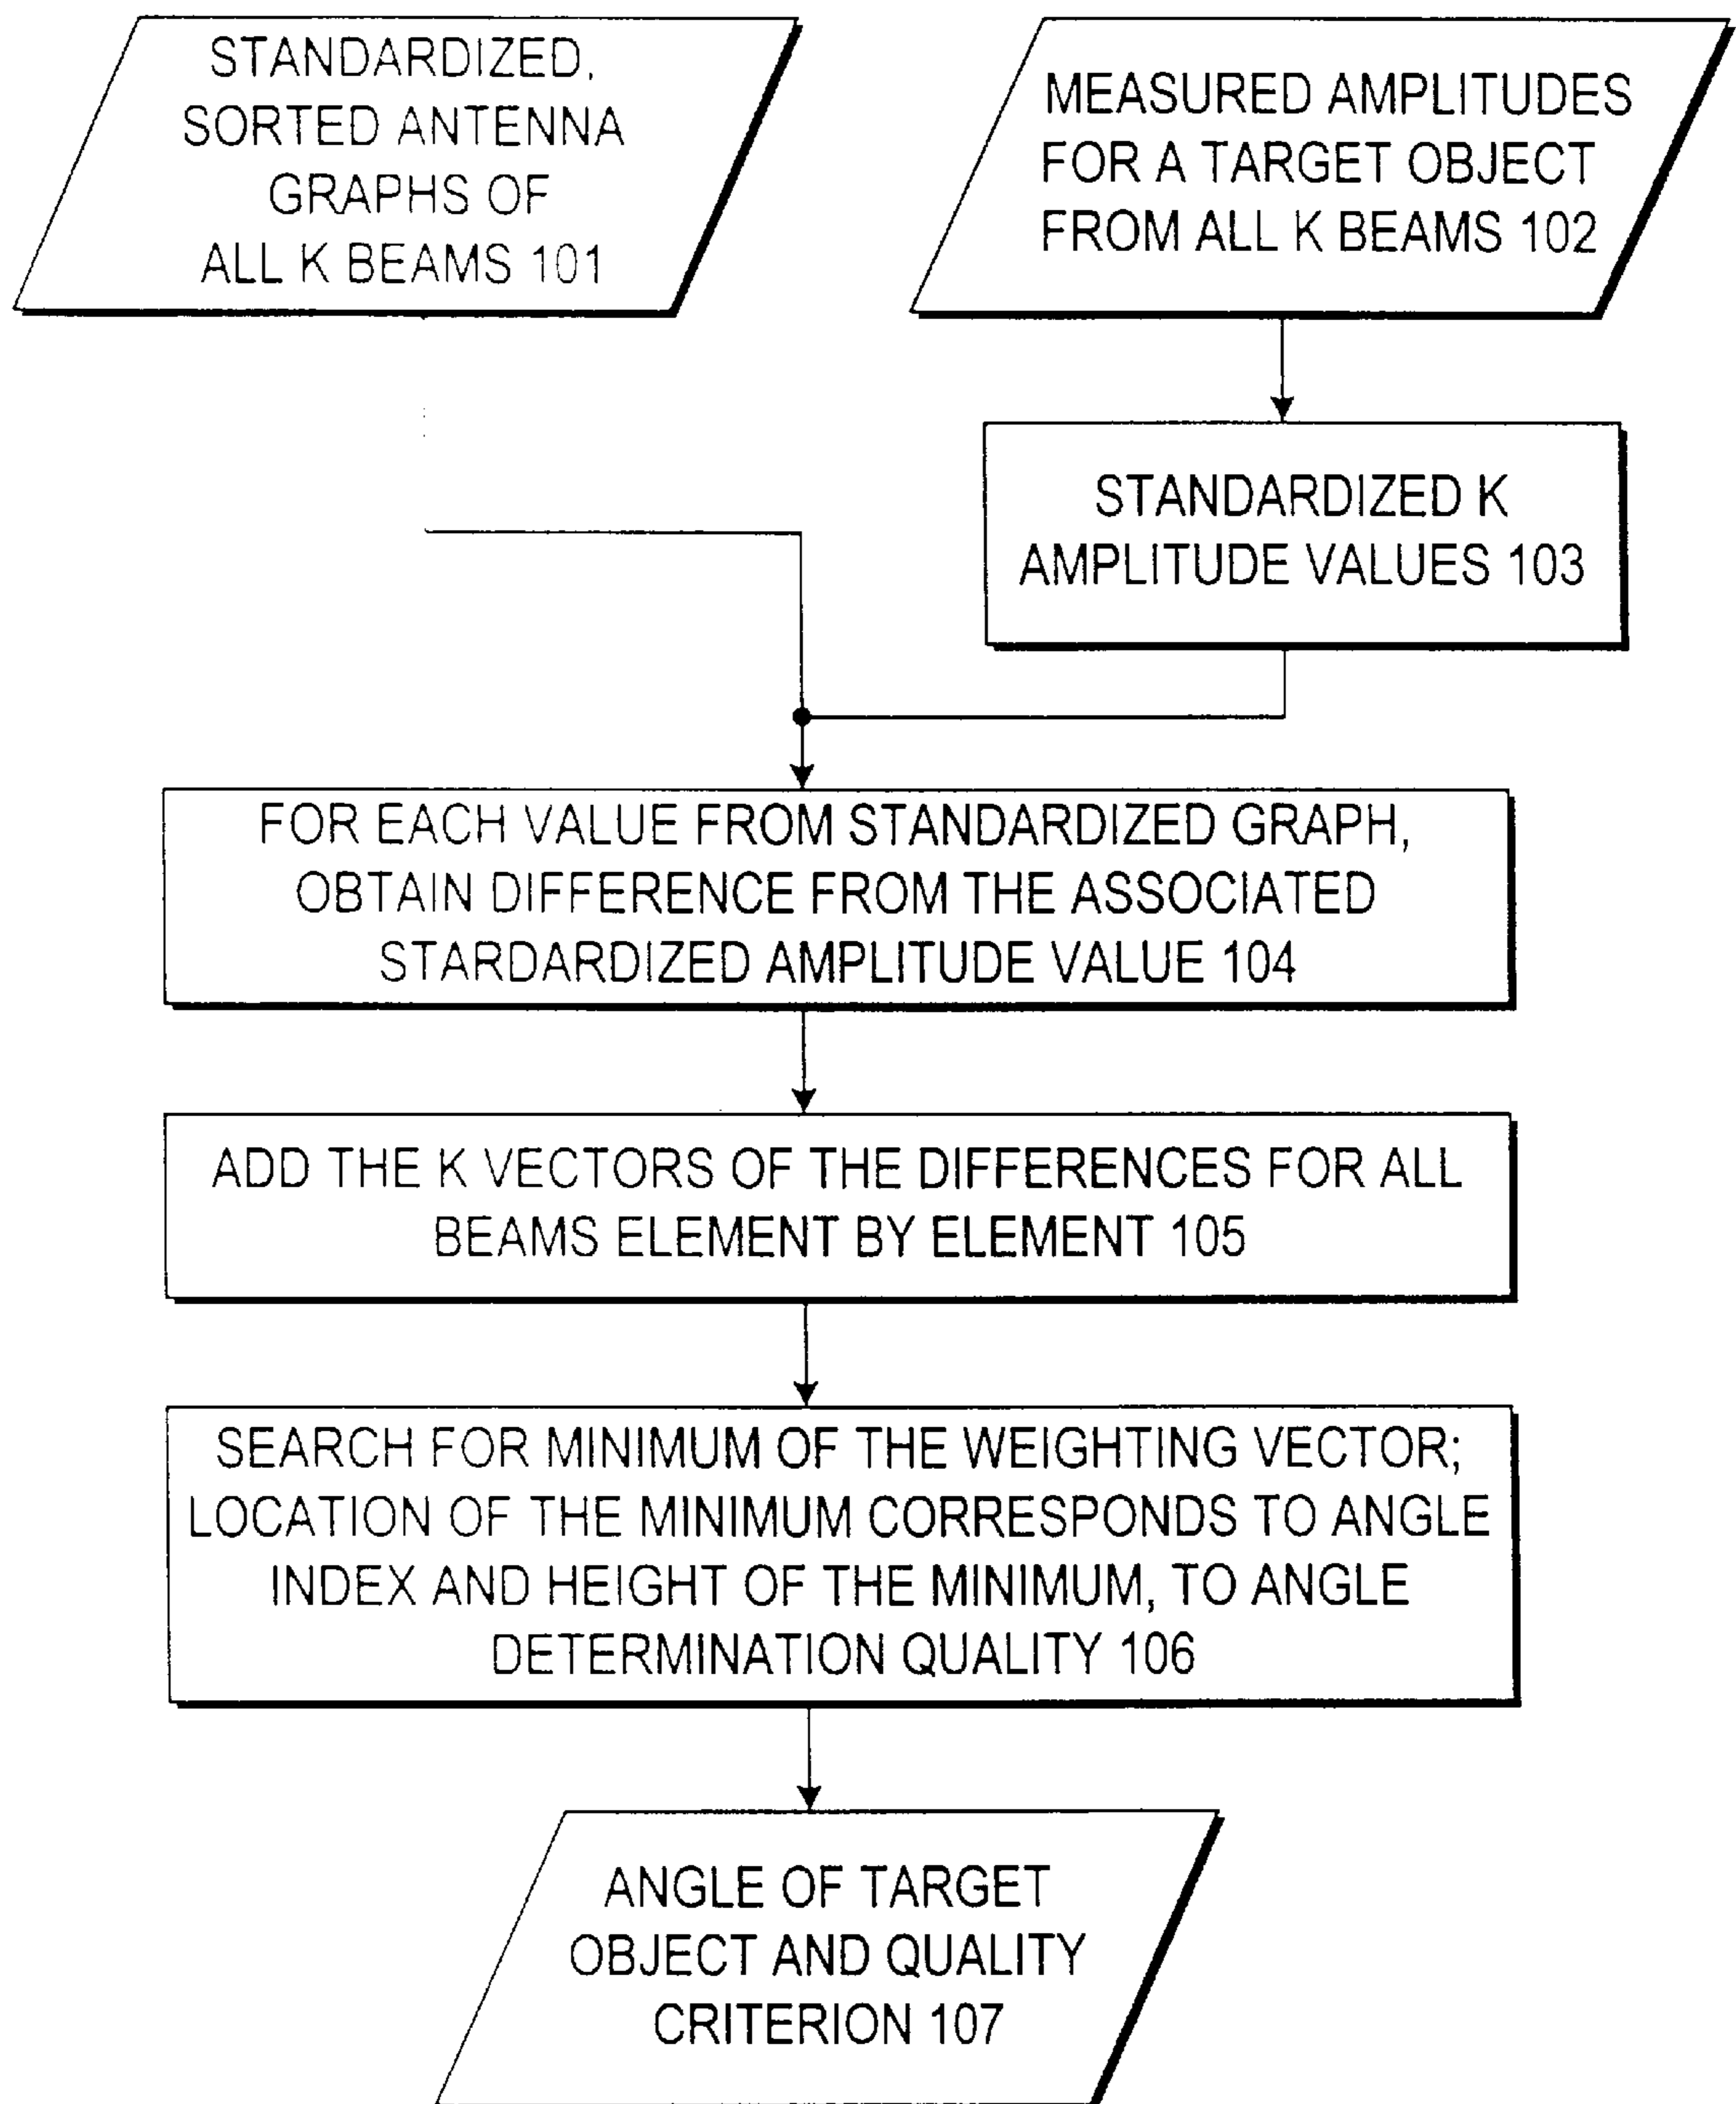 STANDARDIZED,
SORTED ANTENNA
GRAPHS OF
ALL K BEAMS 101
MEASURED AMPLITUDES
FOR A TARGET OBJECT
FROM ALL K BEAMS 102
STANDARDIZED K
AMPLITUDE VALUES 103
FOR EACH VALUE FROM STANDARDIZED GRAPH,
OBTAIN DIFFERENCE FROM THE ASSOCIATED
STARDARDIZED AMPLITUDE VALUE 104
ADD THE K VECTORS OF THE DIFFERENCES FOR ALL
BEAMS ELEMENT BY ELEMENT 105
SEARCH FOR MINIMUM OF THE WEIGHTING VECTOR;
LOCATION OF THE MINIMUM CORRESPONDS TO ANGLE
INDEX AND HEIGHT OF THE MINIMUM, TO ANGLE
DETERMINATION QUALITY 106
ANGLE OF TARGET
OBJECT AND QUALITY
CRITERION 107